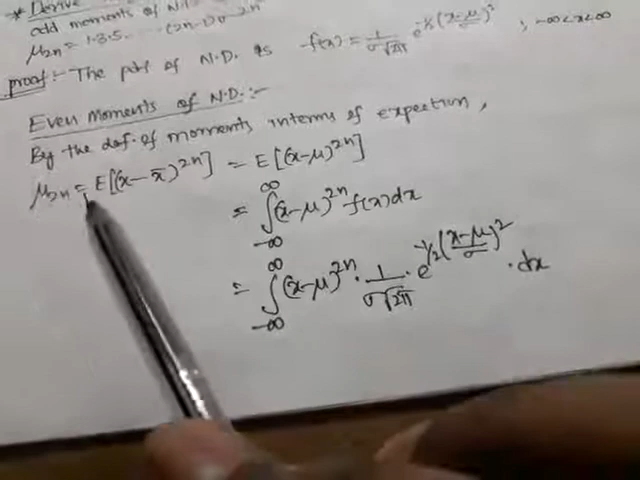 * Derive
odd moments of N.D.
μ2n = 1·3·5. (2n-1)σ^2n
proof:- The pdf of N.D. is f(x) = 1/σ√2π e^-1/2(x-μ/σ)^2 , -∞<x<∞
Even Moments of N.D.:-
By the def. of moments interms of expection,
μ2n = E[(x-x̄)^2n] = E[(x-μ)^2n]
= ∫-∞^∞ (x-μ)^2n f(x)dx
= ∫-∞^∞ (x-μ)^2n · 1/σ√2π · e^-1/2(x-μ/σ)^2 · dx